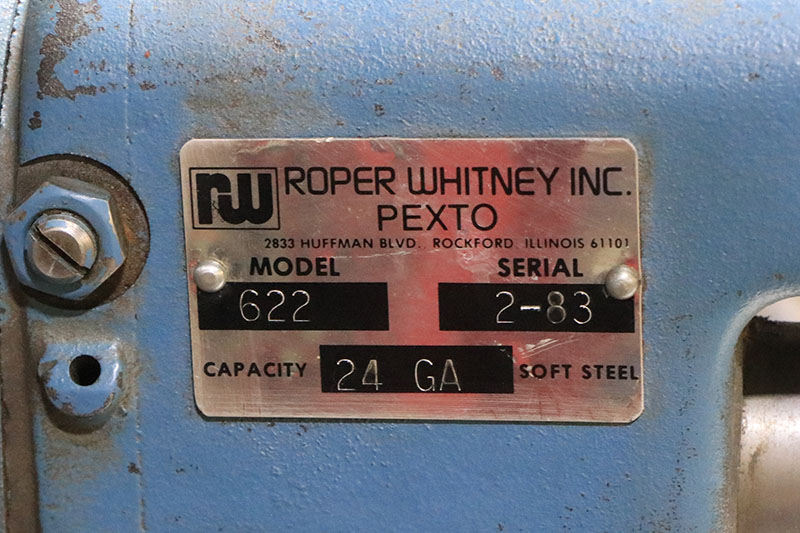 rw ROPER WHITNEY INC.
PEXTO
2833 HUFFMAN BLVD. ROCKFORD, ILLINOIS 61101
MODEL SERIAL
622 2-83
CAPACITY 24 GA SOFT STEEL